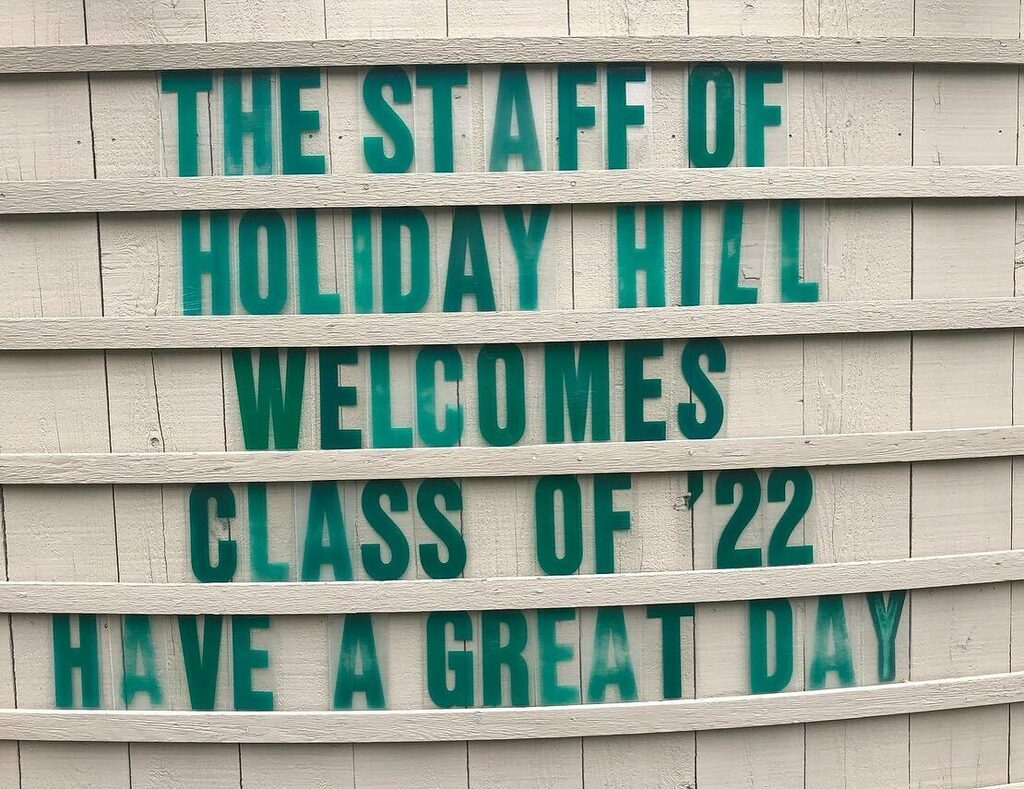 THE STAFF OF
HOLIDAY HILL
WELCOMES
CLASS OF '22
HAVE A GREAT DAY